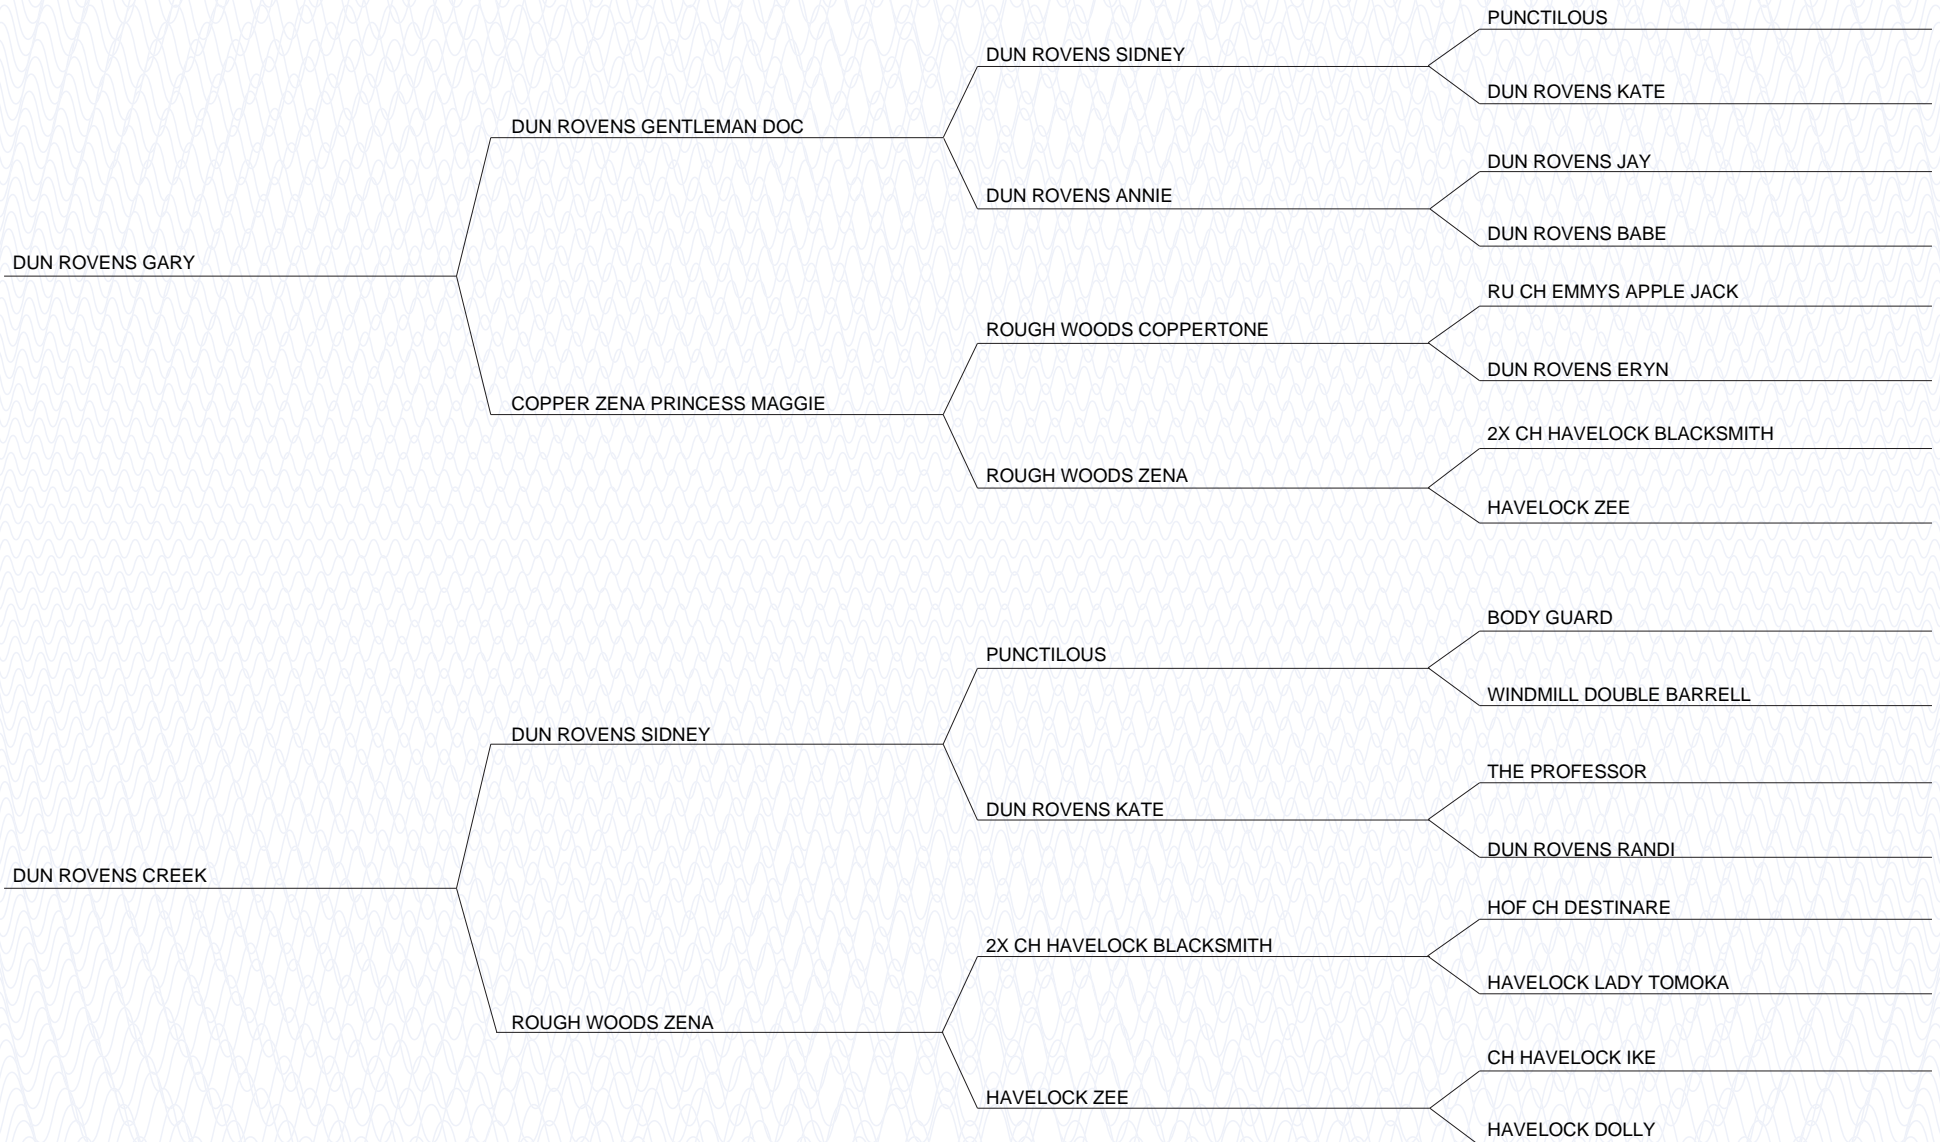 PUNCTILOUS
DUN ROVENS SIDNEY
DUN ROVENS KATE
DUN ROVENS GENTLEMAN DOC
DUN ROVENS JAY
DUN ROVENS ANNIE
DUN ROVENS BABE
DUN ROVENS GARY
RU CH EMMYS APPLE JACK
ROUGH WOODS COPPERTONE
DUN ROVENS ERYN
COPPER ZENA PRINCESS MAGGIE
2X CH HAVELOCK BLACKSMITH
ROUGH WOODS ZENA
HAVELOCK ZEE
BODY GUARD
PUNCTILOUS
WINDMILL DOUBLE BARRELL
DUN ROVENS SIDNEY
THE PROFESSOR
DUN ROVENS KATE
DUN ROVENS RANDI
DUN ROVENS CREEK
HOF CH DESTINARE
2X CH HAVELOCK BLACKSMITH
HAVELOCK LADY TOMOKA
ROUGH WOODS ZENA
CH HAVELOCK IKE
HAVELOCK ZEE
HAVELOCK DOLLY